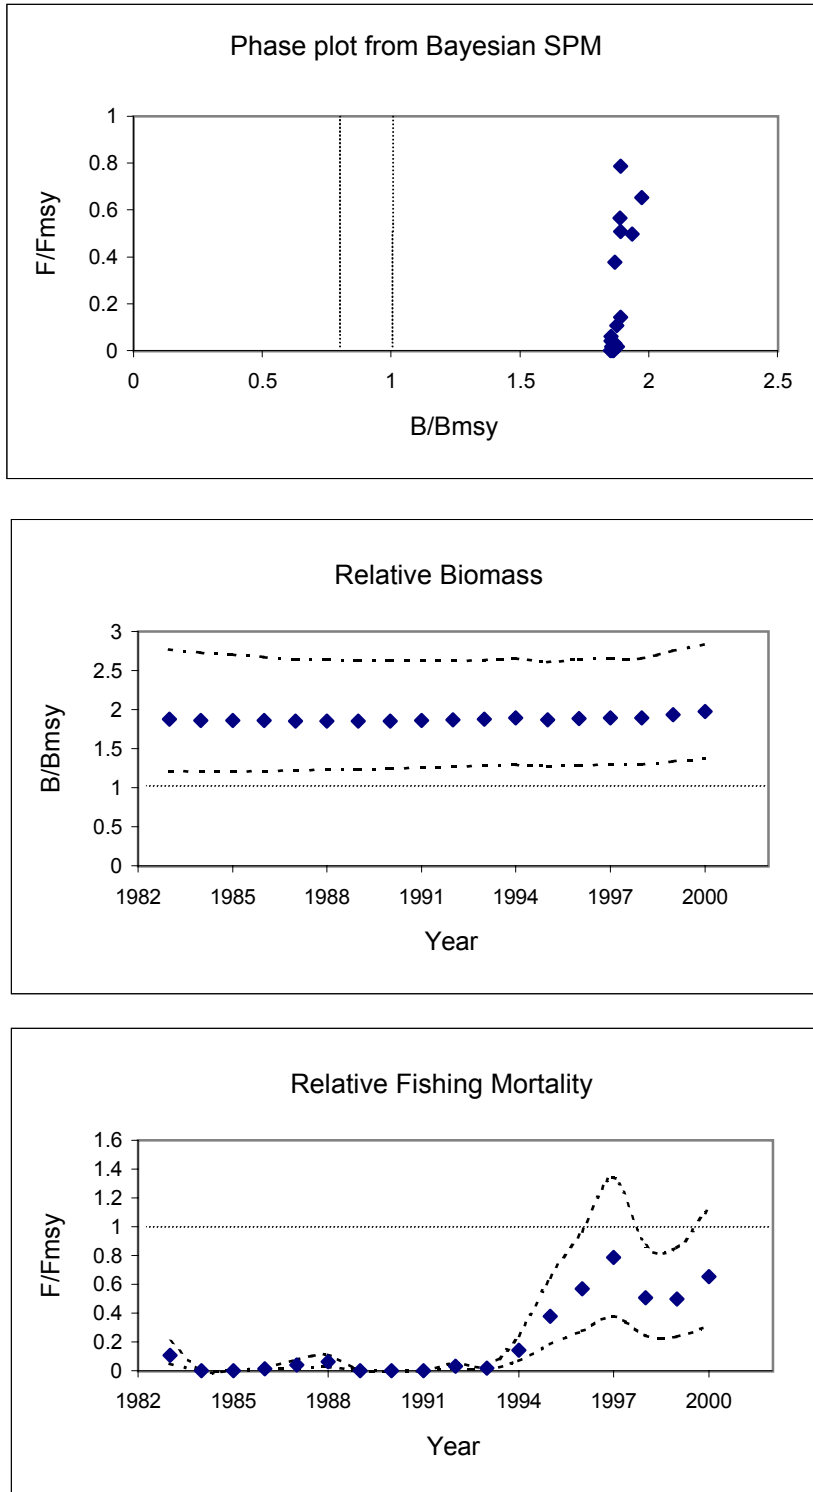 Phase plot from Bayesian SPM
1
0.8
0.6
0.4
0.2
0
F/Fmsy
0 0.5 1 1.5 2 2.5
B/Bmsy
Relative Biomass
3
2.5
2
1.5
1
0.5
0
B/Bmsy
1982 1985 1988 1991 1994 1997 2000
Year
Relative Fishing Mortality
1.6
1.4
1.2
1
0.8
0.6
0.4
0.2
0
F/Fmsy
1982 1985 1988 1991 1994 1997 2000
Year